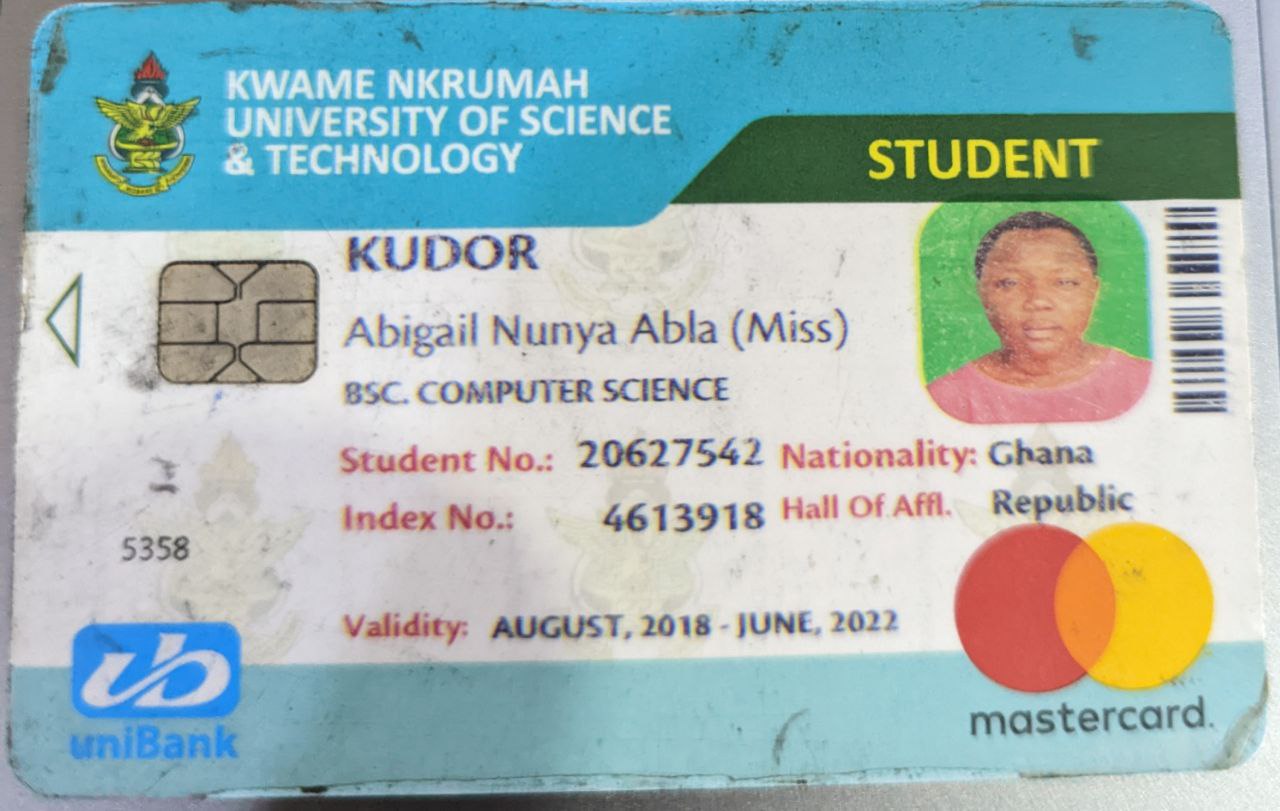 KWAME NKRUMAH
UNIVERSITY OF SCIENCE
& TECHNOLOGY
STUDENT
KUDOR
Abigail Nunya Abla (Miss)
BSC. COMPUTER SCIENCE
Student No.: 20627542 Nationality: Ghana
Index No.: 4613918 Hall Of Affl. Republic
5358
Validity: AUGUST, 2018 - JUNE, 2022
ub
uniBank
mastercard.